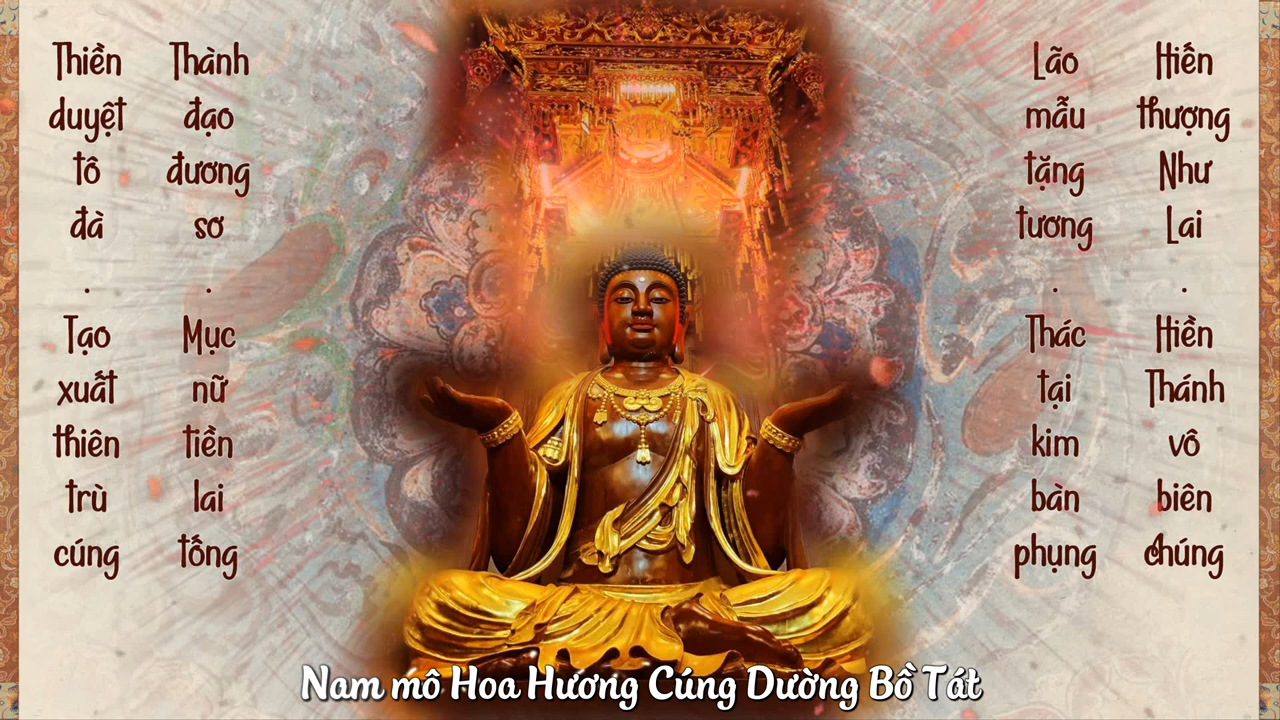 Thiền duyệt tô đà . Tạo xuất thiên trù cúng
Thành đạo đương sơ . Mục nữ tiền lai tống
Lão mẫu tặng tương . Thác tại kim bàn phụng
Hiến thượng Như Lai . Hiền Thánh vô biên chúng
Nam mô Hoa Hương Cúng Dường Bồ Tát